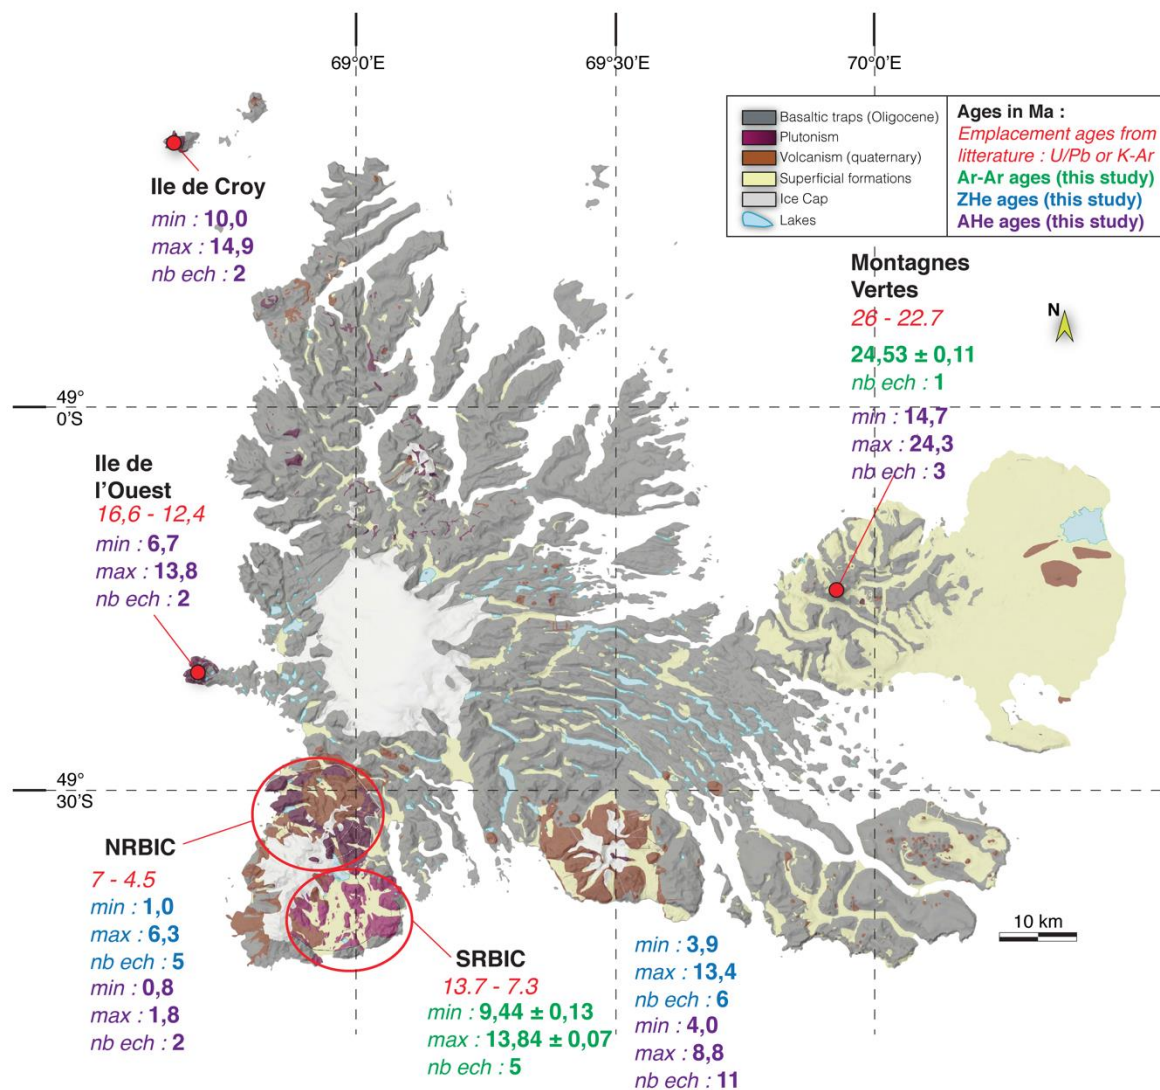 69°0'E
69°30'E
70°0'E
Basaltic traps (Oligocene)
Plutonism
Volcanism (quaternary)
Superficial formations
Ice Cap
Lakes
Ages in Ma :
Emplacement ages from
litterature : U/Pb or K-Ar
Ar-Ar ages (this study)
ZHe ages (this study)
AHe ages (this study)
Ile de Croy
min : 10,0
max : 14,9
nb ech : 2
Montagnes
Vertes
26 - 22.7
24,53 ± 0,11
nb ech : 1
min : 14,7
max : 24,3
nb ech : 3
N
49°
0'S
Ile de
l'Ouest
16,6 - 12,4
min : 6,7
max : 13,8
nb ech : 2
49°
30'S
NRBIC
7 - 4.5
min : 1,0
max : 6,3
nb ech : 5
min : 0,8
max : 1,8
nb ech : 2
SRBIC
13.7 - 7.3
min : 9,44 ± 0,13
max : 13,84 ± 0,07
nb ech : 5
min : 3,9
max : 13,4
nb ech : 6
min : 4,0
max : 8,8
nb ech : 11
10 km